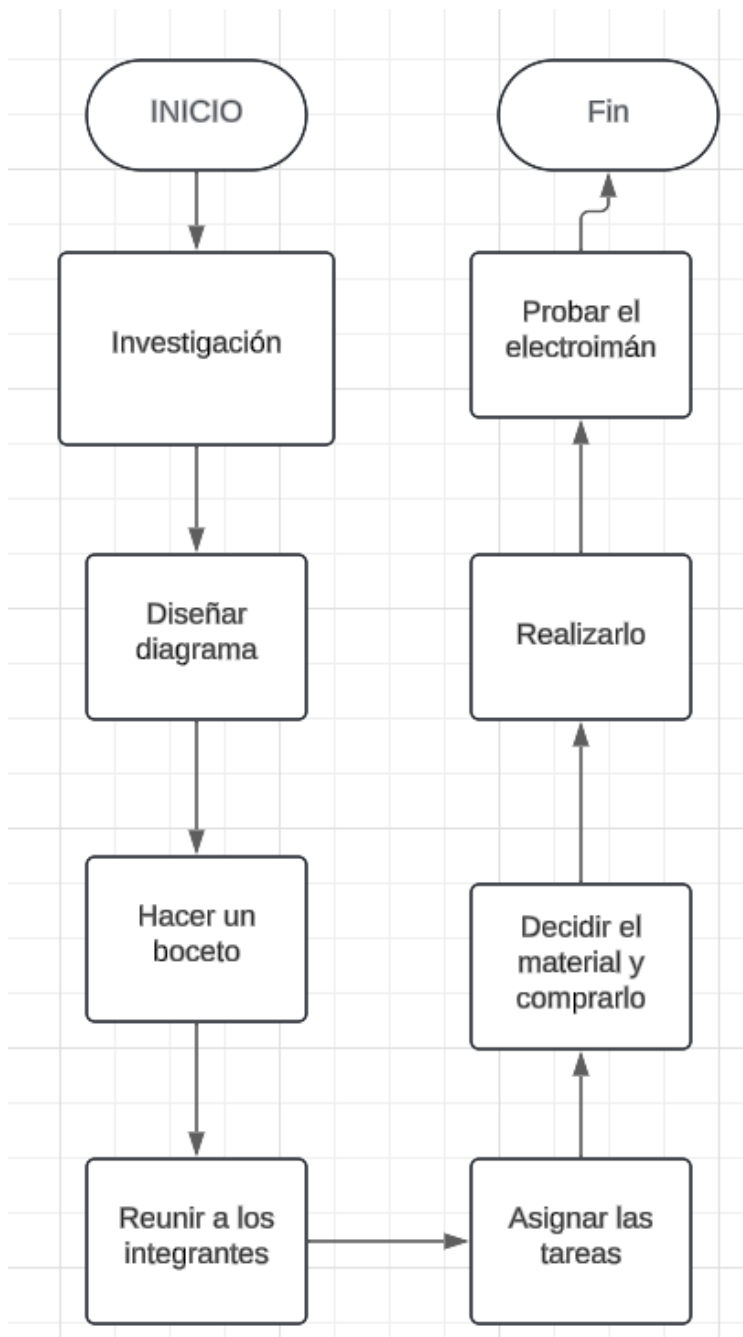 INICIO
Investigación
Diseñar
diagrama
Hacer un
boceto
Reunir a los
integrantes
Asignar las
tareas
Decidir el
material y
comprarlo
Realizarlo
Probar el
electroimán
Fin